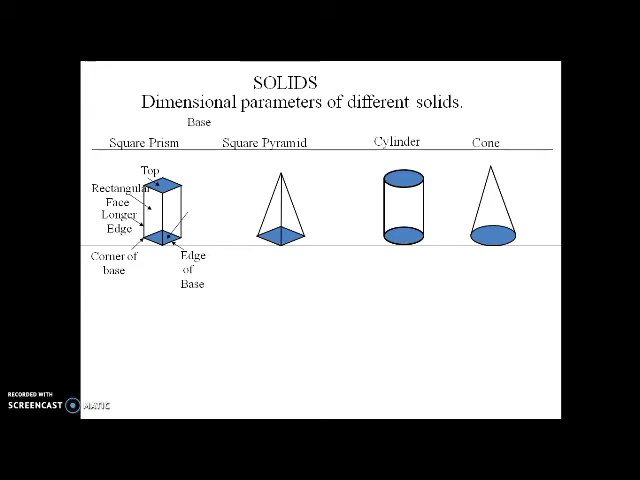 SOLIDS
Dimensional parameters of different solids.
Base
Square Prism
Square Pyramid
Cylinder
Cone
Top
Rectangular
Face
Longer
Edge
Corner of
base
Edge
of
Base
RECORDED WITH
SCREENCAST MATIC